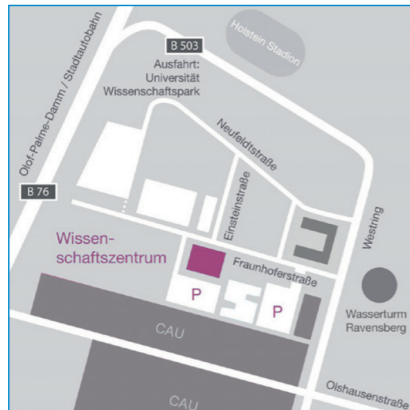 Holstein Stadion
B 503
Ausfahrt:
Universität
Wissenschaftspark
Olof-Palme-Damm / Stadtautobahn
Neufeldtstraße
B 76
Einsteinstraße
Westring
Wissen-
schaftszentrum
Fraunhoferstraße
P
P
Wasserturm
Ravensberg
CAU
Olshausenstraße
CAU